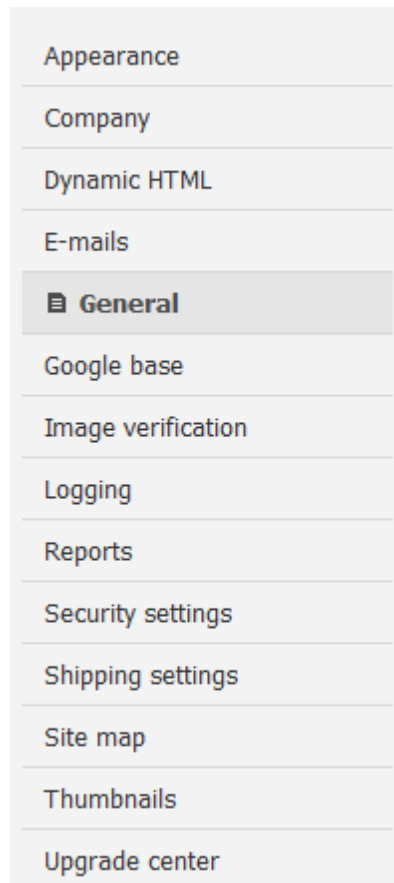 Appearance
Company
Dynamic HTML
E-mails
General
Google base
Image verification
Logging
Reports
Security settings
Shipping settings
Site map
Thumbnails
Upgrade center